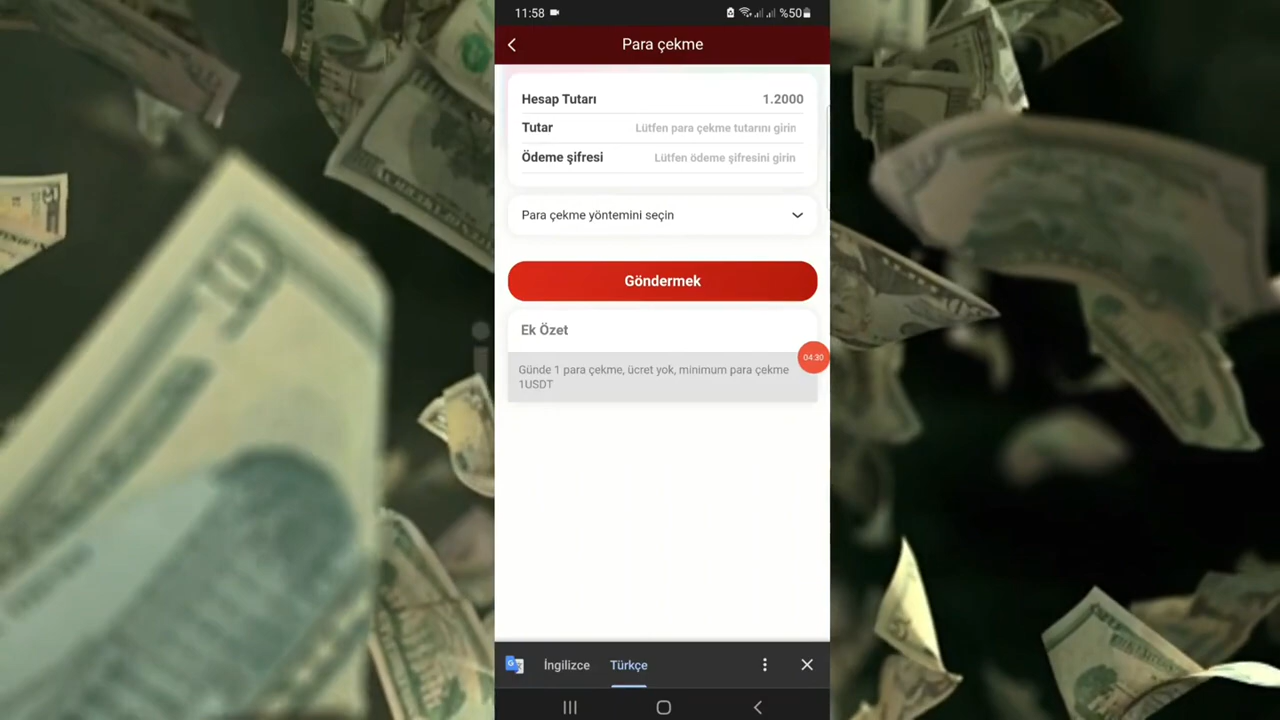 11:58
%50
Para çekme
Hesap Tutarı 1.2000
Tutar Lütfen para çekme tutarını girin
Ödeme şifresi Lütfen ödeme şifresini girin
Para çekme yöntemini seçin
Göndermek
Ek Özet
04:30
Günde 1 para çekme, ücret yok, minimum para çekme
1USDT
İngilizce Türkçe